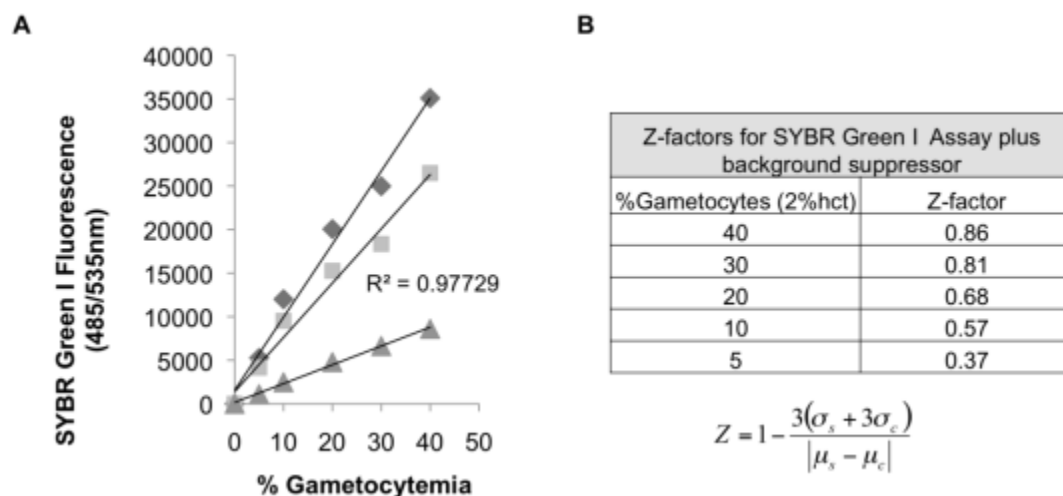 A
SYBR Green I Fluorescence
(485/535nm)
40000
35000
30000
25000
20000
15000
10000
5000
0
R² = 0.97729
0 10 20 30 40 50
% Gametocytemia
B
Z-factors for SYBR Green I Assay plus
background suppressor
%Gametocytes (2%hct) Z-factor
40 0.86
30 0.81
20 0.68
10 0.57
5 0.37
Z = 1 - 3(σs + 3σc) / |μs - μc|